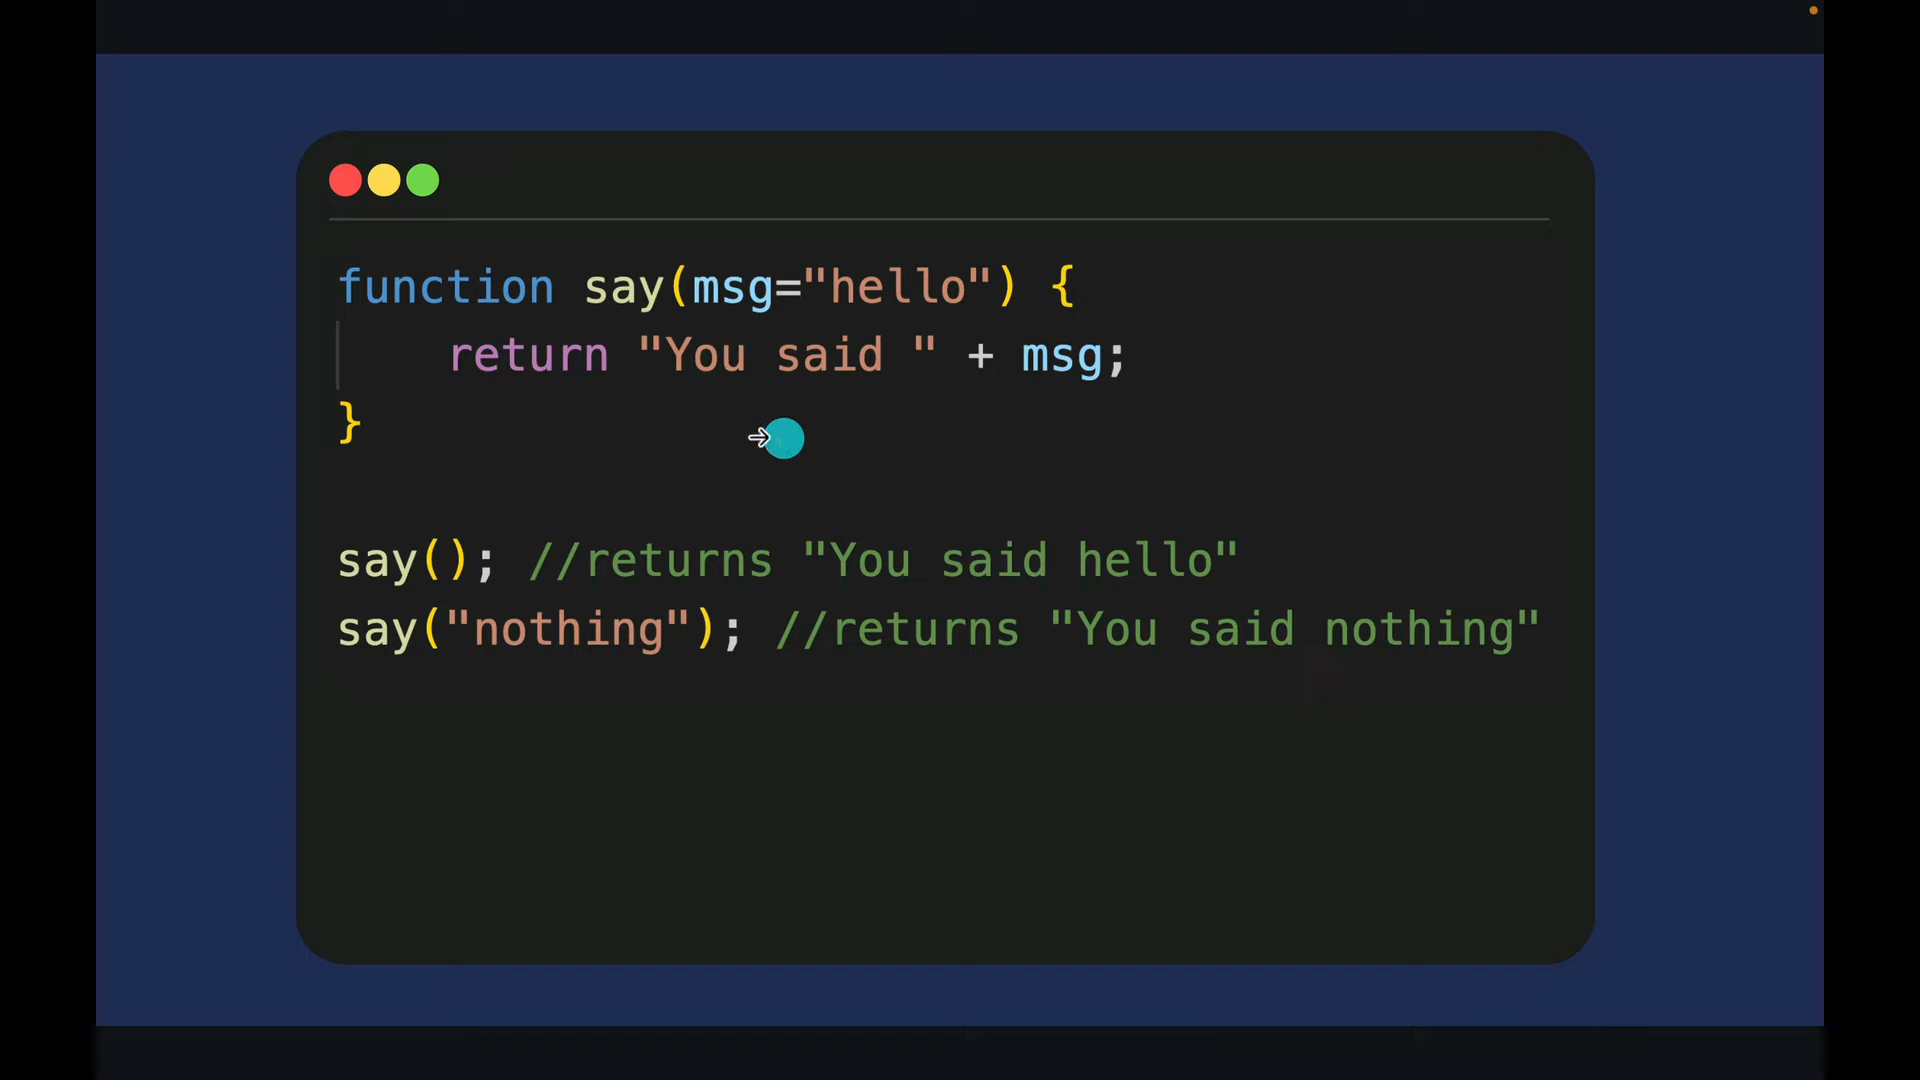 function say(msg="hello") {
    return "You said " + msg;
}
say(); //returns "You said hello"
say("nothing"); //returns "You said nothing"